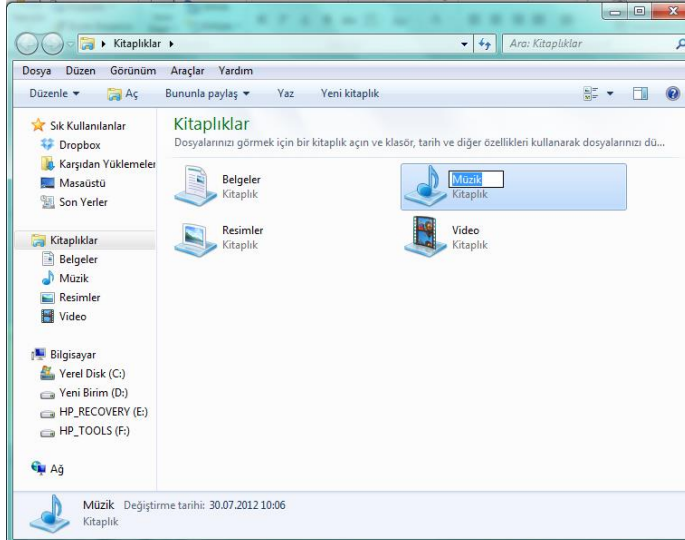 Kitaplıklar
Ara: Kitaplıklar
Dosya Düzen Görünüm Araçlar Yardım
Düzenle Aç Bununla paylaş Yaz Yeni kitaplık
Sık Kullanılanlar
Dropbox
Karşıdan Yüklemeler
Masaüstü
Son Yerler
Kitaplıklar
Belgeler
Müzik
Resimler
Video
Bilgisayar
Yerel Disk (C:)
Yeni Birim (D:)
HP_RECOVERY (E:)
HP_TOOLS (F:)
Ağ
Kitaplıklar
Dosyalarınızı görmek için bir kitaplık açın ve klasör, tarih ve diğer özellikleri kullanarak dosyalarınızı dü...
Belgeler
Kitaplık
Müzik
Kitaplık
Resimler
Kitaplık
Video
Kitaplık
Müzik Değiştirme tarihi: 30.07.2012 10:06
Kitaplık